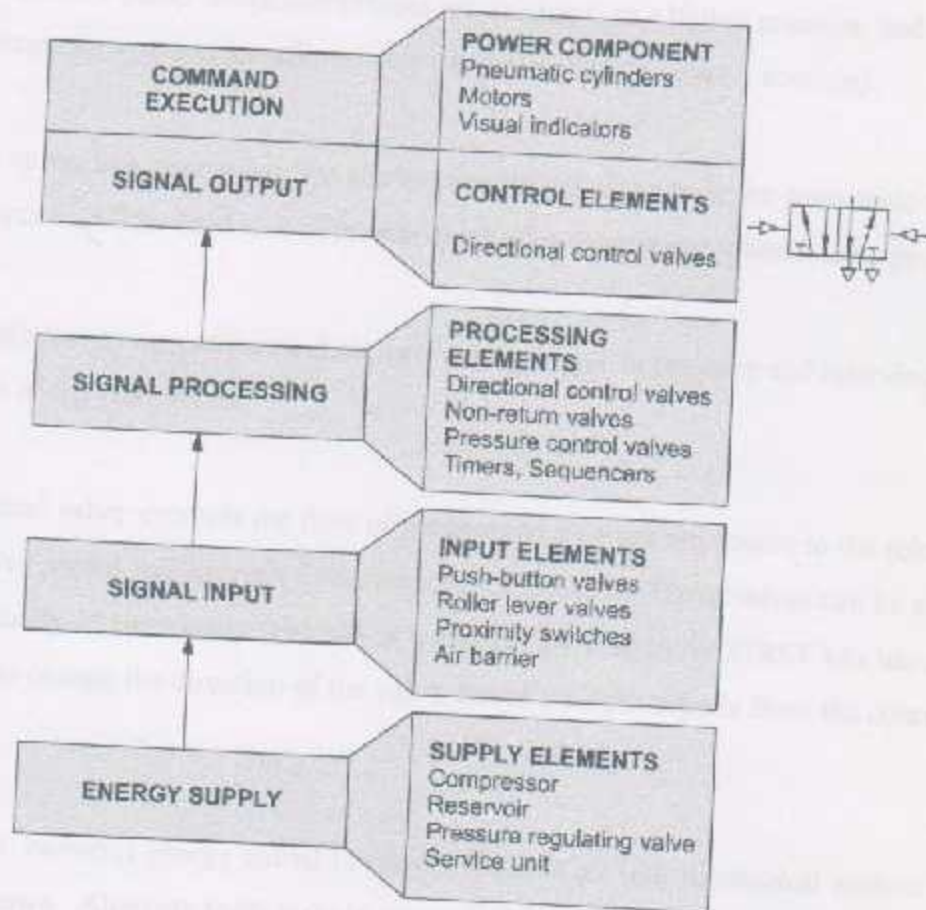 COMMAND
EXECUTION
POWER COMPONENT
Pneumatic cylinders
Motors
Visual indicators
SIGNAL OUTPUT
CONTROL ELEMENTS
Directional control valves
SIGNAL PROCESSING
PROCESSING
ELEMENTS
Directional control valves
Non-return valves
Pressure control valves
Timers, Sequencers
SIGNAL INPUT
INPUT ELEMENTS
Push-button valves
Roller lever valves
Proximity switches
Air barrier
ENERGY SUPPLY
SUPPLY ELEMENTS
Compressor
Reservoir
Pressure regulating valve
Service unit